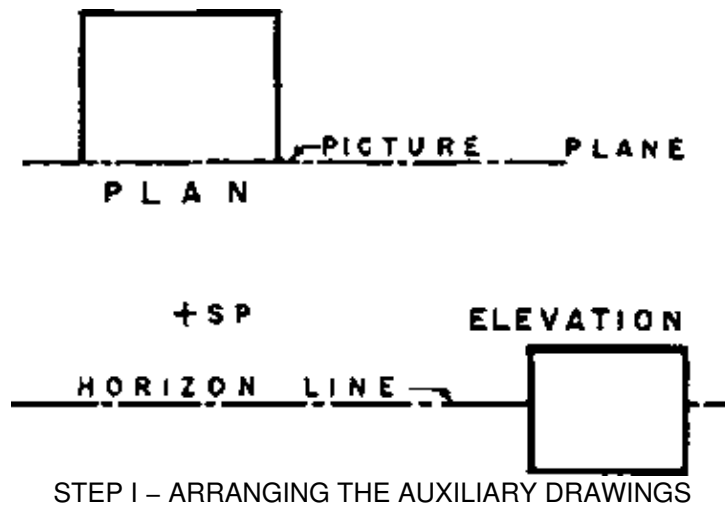 PICTURE PLANE
PLAN
SP
ELEVATION
HORIZON LINE
STEP I – ARRANGING THE AUXILIARY DRAWINGS